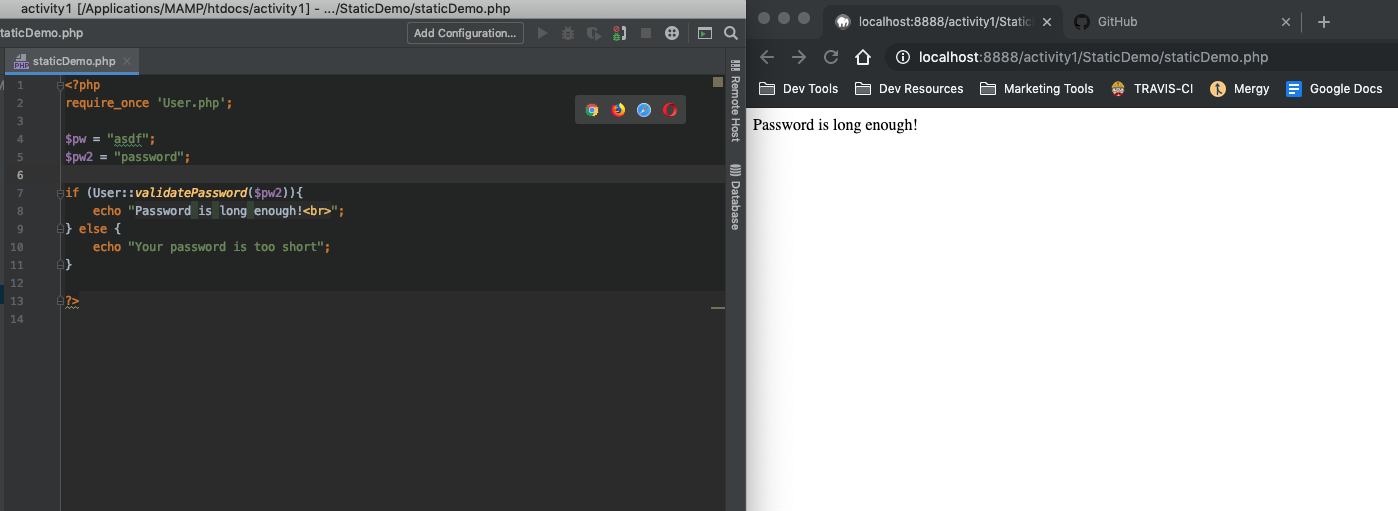 activity1 [/Applications/MAMP/htdocs/activity1] - .../StaticDemo/staticDemo.php
taticDemo.php
Add Configuration...
staticDemo.php
1 <?php
2 require_once 'User.php';
3
4 $pw = "asdf";
5 $pw2 = "password";
6
7 if (User::validatePassword($pw2)){
8 echo "Password is long enough!<br>";
9 } else {
10 echo "Your password is too short";
11 }
12
13 ?>
14
Remote Host
Database
localhost:8888/activity1/Static
GitHub
localhost:8888/activity1/StaticDemo/staticDemo.php
Dev Tools Dev Resources Marketing Tools TRAVIS-CI Mergy Google Docs
Password is long enough!